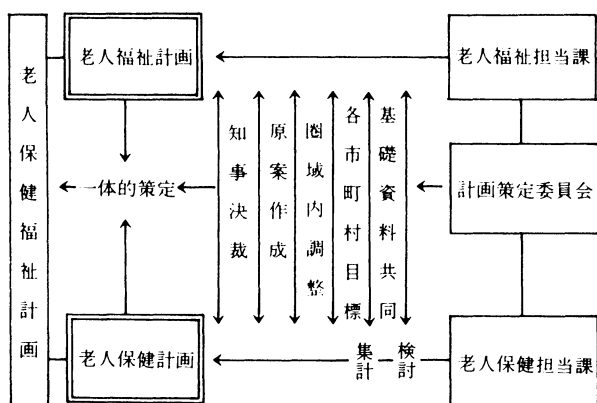 老人保健福祉計画
老人福祉計画
一体的策定
老人保健計画
知事決裁
原案作成
圏域内調整
各市町村目標集計
基礎資料共同検討
老人福祉担当課
計画策定委員会
老人保健担当課